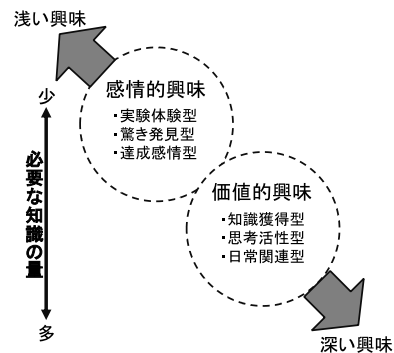 浅い興味
少
感情的興味
・実験体験型
・驚き発見型
・達成感情型
必要な知識の量
価値的興味
・知識獲得型
・思考活性型
・日常関連型
多
深い興味